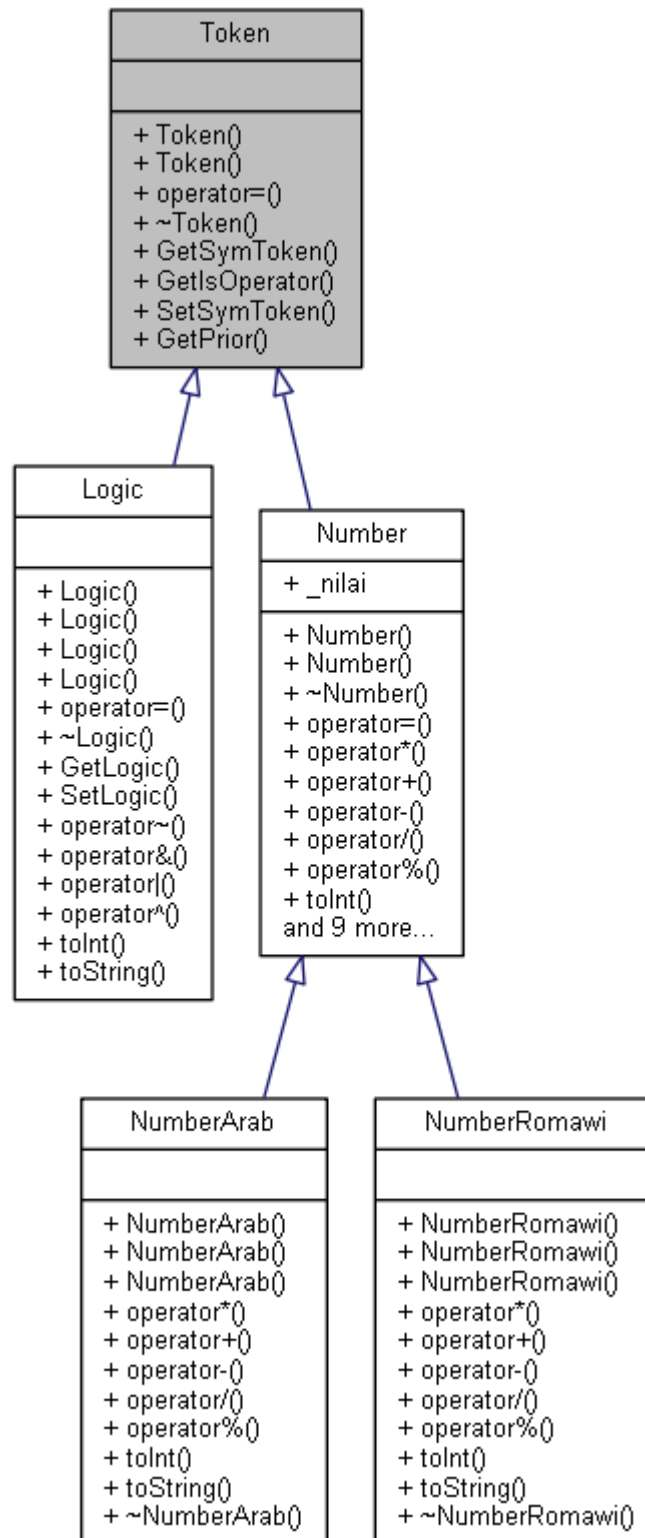 Token
+ Token()
+ Token()
+ operator=()
+ ~Token()
+ GetSymToken()
+ GetIsOperator()
+ SetSymToken()
+ GetPrior()
Logic
+ Logic()
+ Logic()
+ Logic()
+ Logic()
+ operator=()
+ ~Logic()
+ GetLogic()
+ SetLogic()
+ operator~()
+ operator&()
+ operator|()
+ operator^()
+ toInt()
+ toString()
Number
+ _nilai
+ Number()
+ Number()
+ ~Number()
+ operator=()
+ operator*()
+ operator+()
+ operator-()
+ operator/()
+ operator%()
+ toInt()
and 9 more...
NumberArab
+ NumberArab()
+ NumberArab()
+ NumberArab()
+ operator*()
+ operator+()
+ operator-()
+ operator/()
+ operator%()
+ toInt()
+ toString()
+ ~NumberArab()
NumberRomawi
+ NumberRomawi()
+ NumberRomawi()
+ NumberRomawi()
+ operator*()
+ operator+()
+ operator-()
+ operator/()
+ operator%()
+ toInt()
+ toString()
+ ~NumberRomawi()